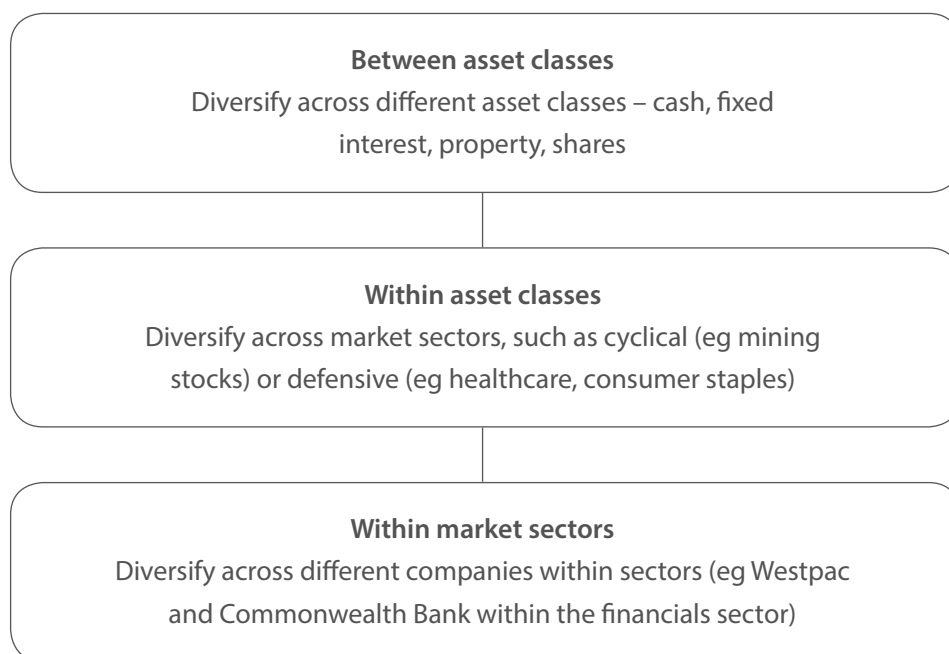 Between asset classes
Diversify across different asset classes – cash, fixed
interest, property, shares
Within asset classes
Diversify across market sectors, such as cyclical (eg mining
stocks) or defensive (eg healthcare, consumer staples)
Within market sectors
Diversify across different companies within sectors (eg Westpac
and Commonwealth Bank within the financials sector)